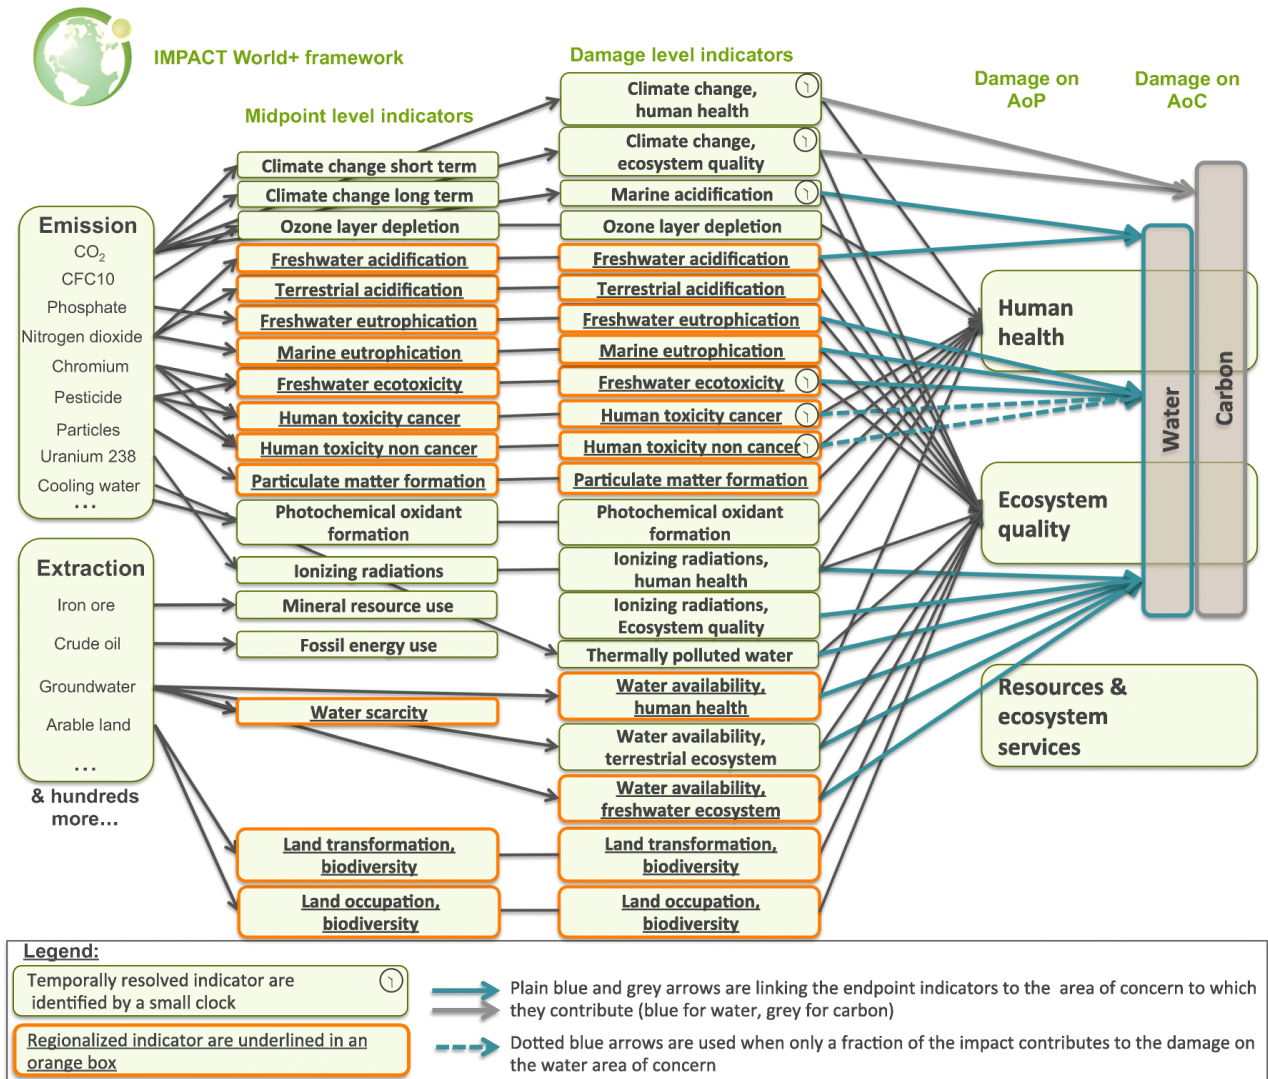 IMPACT World+ framework
Damage level indicators
Damage on
AoP
Damage on
AoC
Midpoint level indicators
Emission
CO2
CFC10
Phosphate
Nitrogen dioxide
Chromium
Pesticide
Particles
Uranium 238
Cooling water
...
Extraction
Iron ore
Crude oil
Groundwater
Arable land
...
& hundreds
more...
Climate change short term
Climate change long term
Ozone layer depletion
Freshwater acidification
Terrestrial acidification
Freshwater eutrophication
Marine eutrophication
Freshwater ecotoxicity
Human toxicity cancer
Human toxicity non cancer
Particulate matter formation
Photochemical oxidant
formation
Ionizing radiations
Mineral resource use
Fossil energy use
Water scarcity
Land transformation,
biodiversity
Land occupation,
biodiversity
Climate change,
human health
Climate change,
ecosystem quality
Marine acidification
Ozone layer depletion
Freshwater acidification
Terrestrial acidification
Freshwater eutrophication
Marine eutrophication
Freshwater ecotoxicity
Human toxicity cancer
Human toxicity non cancer
Particulate matter formation
Photochemical oxidant
formation
Ionizing radiations,
human health
Ionizing radiations,
Ecosystem quality
Thermally polluted water
Water availability,
human health
Water availability,
terrestrial ecosystem
Water availability,
freshwater ecosystem
Land transformation,
biodiversity
Land occupation,
biodiversity
Human
health
Ecosystem
quality
Resources &
ecosystem
services
Water
Carbon
Legend:
Temporally resolved indicator are
identified by a small clock
Regionalized indicator are underlined in an
orange box
Plain blue and grey arrows are linking the endpoint indicators to the area of concern to which
they contribute (blue for water, grey for carbon)
Dotted blue arrows are used when only a fraction of the impact contributes to the damage on
the water area of concern